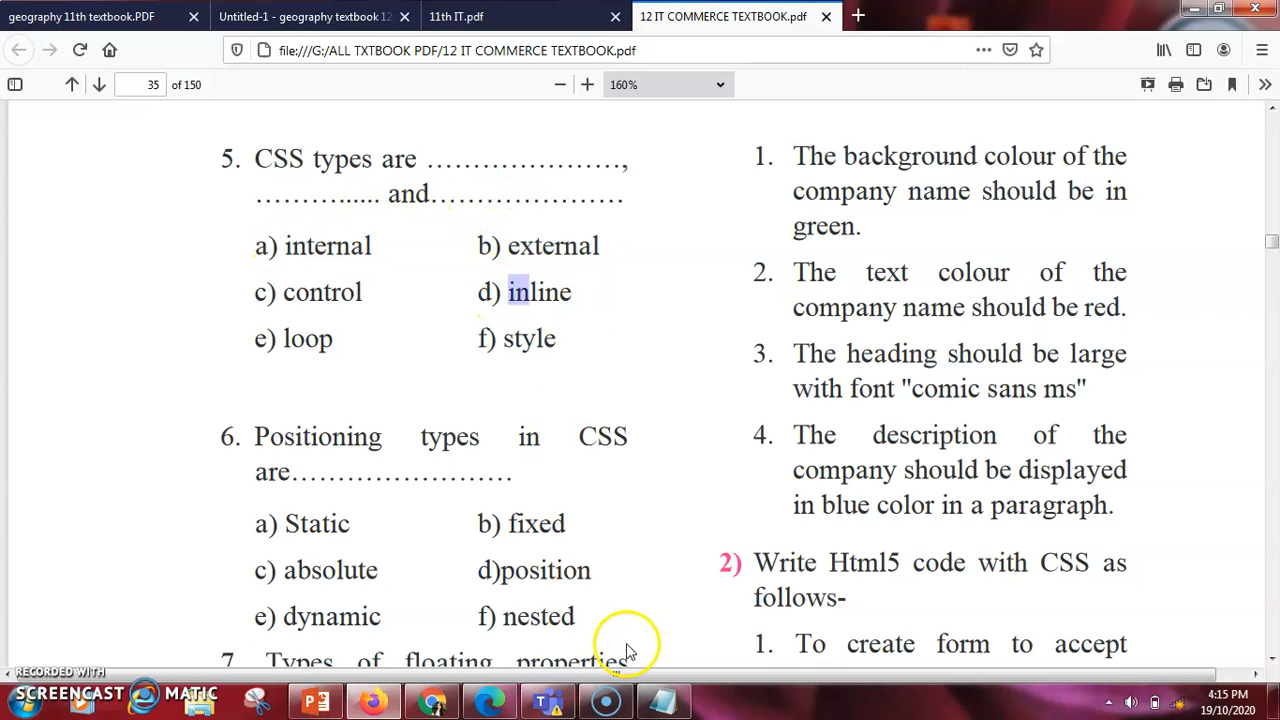 geography 11th textbook.PDF
Untitled-1 - geography textbook 12
11th IT.pdf
12 IT COMMERCE TEXTBOOK.pdf
file:///G:/ALL TXTBOOK PDF/12 IT COMMERCE TEXTBOOK.pdf
35 of 150
160%
5. CSS types are …………………,
………...... and…………………
a) internal b) external
c) control d) inline
e) loop f) style
6. Positioning types in CSS
are……………………
a) Static b) fixed
c) absolute d)position
e) dynamic f) nested
7. Types of floating properties
1. The background colour of the
company name should be in
green.
2. The text colour of the
company name should be red.
3. The heading should be large
with font "comic sans ms"
4. The description of the
company should be displayed
in blue color in a paragraph.
2) Write Html5 code with CSS as
follows-
1. To create form to accept
RECORDED WITH
SCREENCAST MATIC
4:15 PM
19/10/2020